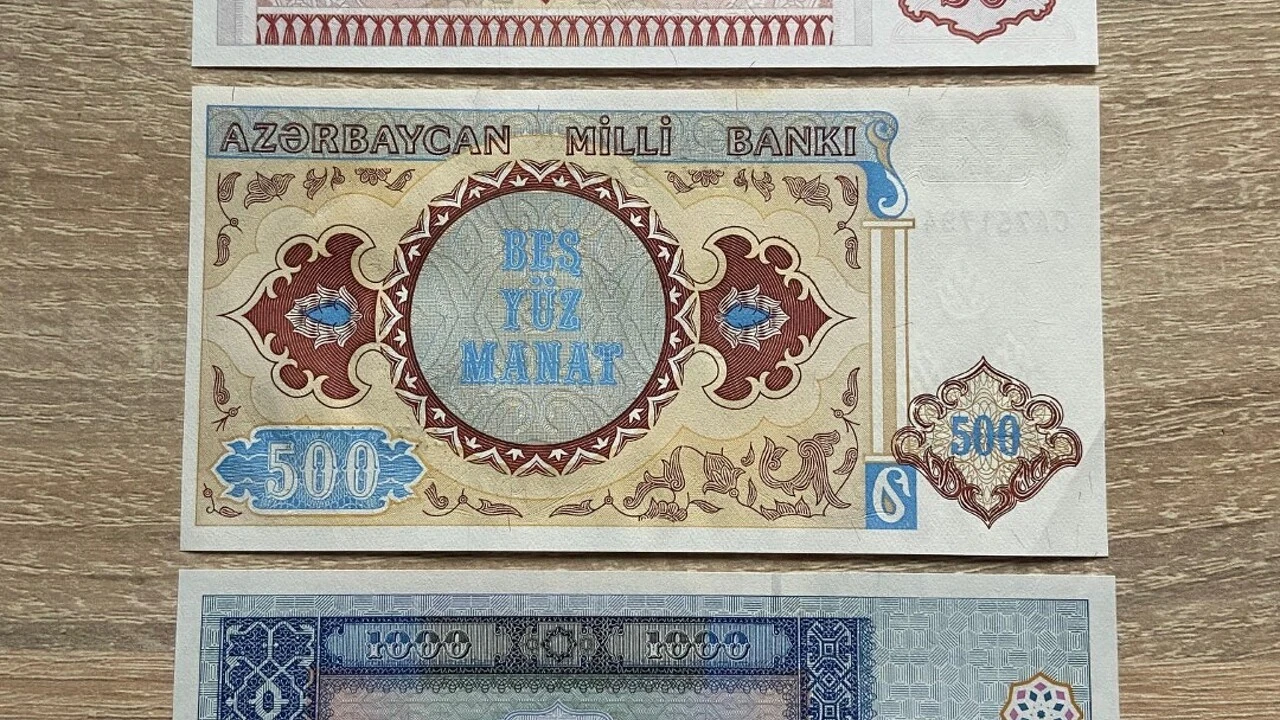 AZƏRBAYCAN MİLLİ BANKI
BEŞ
YÜZ
MANAT
500
500
1000 1000